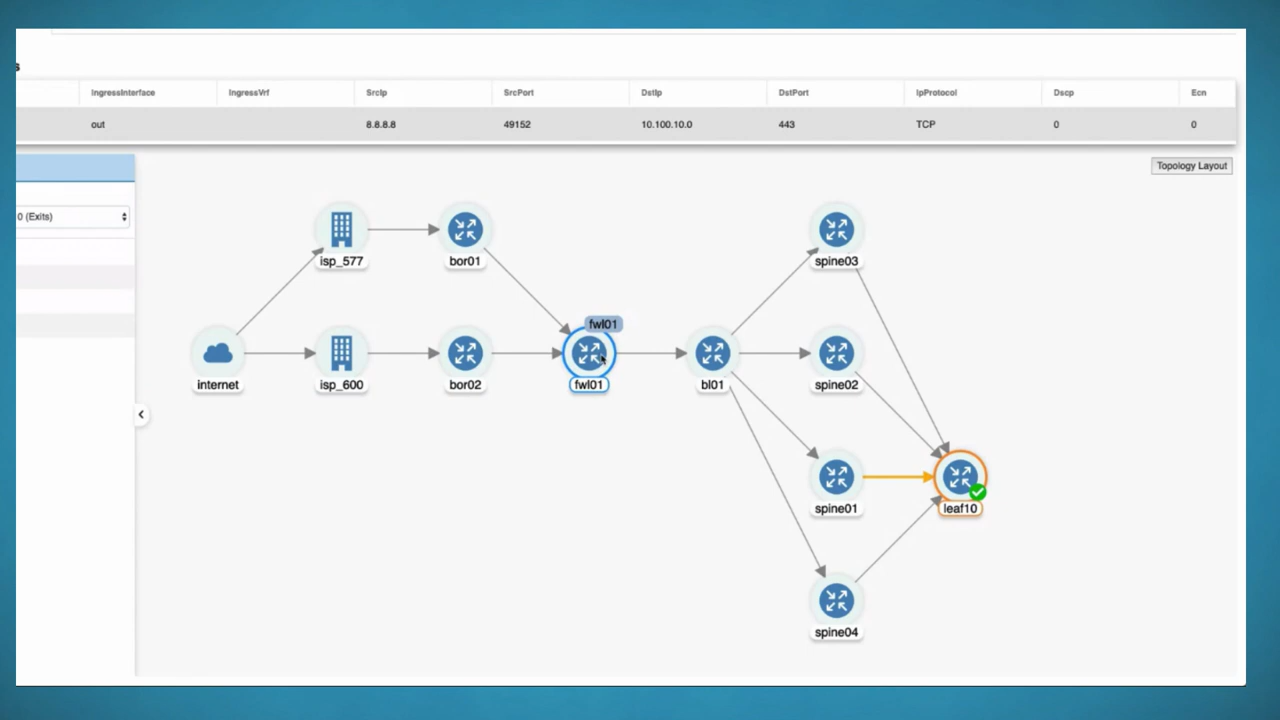 s
IngressInterface IngressVrf SrcIp SrcPort DstIp DstPort IpProtocol Dscp Ecn
out 8.8.8.8 49152 10.100.10.0 443 TCP 0 0
Topology Layout
0 (Exits)
isp_577
bor01
spine03
fwl01
internet
isp_600
bor02
fwl01
bl01
spine02
spine01
leaf10
spine04